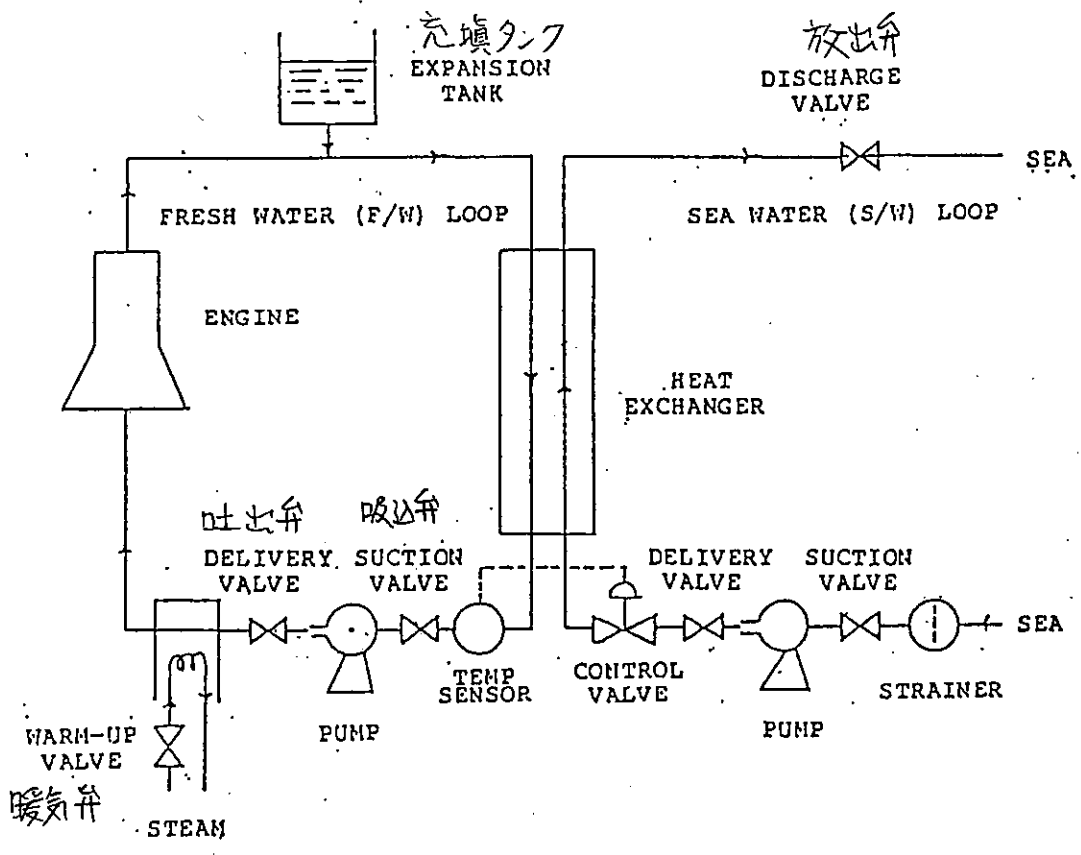 充塡タンク
EXPANSION
TANK
放出弁
DISCHARGE
VALVE
SEA
FRESH WATER (F/W) LOOP
SEA WATER (S/W) LOOP
ENGINE
HEAT
EXCHANGER
吐出弁
DELIVERY
VALVE
吸込弁
SUCTION
VALVE
DELIVERY
VALVE
SUCTION
VALVE
SEA
TEMP
SENSOR
CONTROL
VALVE
STRAINER
PUMP
PUMP
WARM-UP
VALVE
暖気弁
STEAM